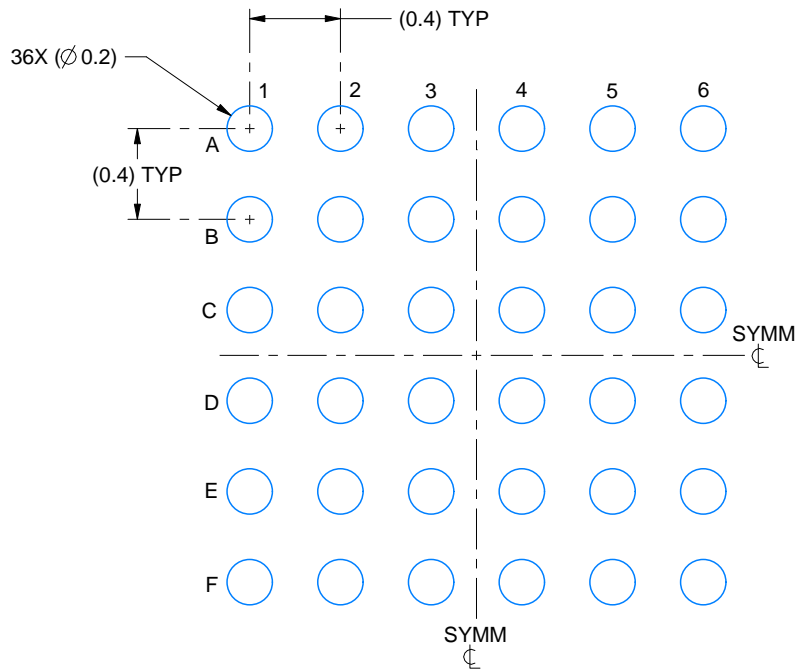 (0.4) TYP
36X (∅ 0.2)
1 2 3 4 5 6
A
(0.4) TYP
B
C
SYMM
℄
D
E
F
SYMM
℄